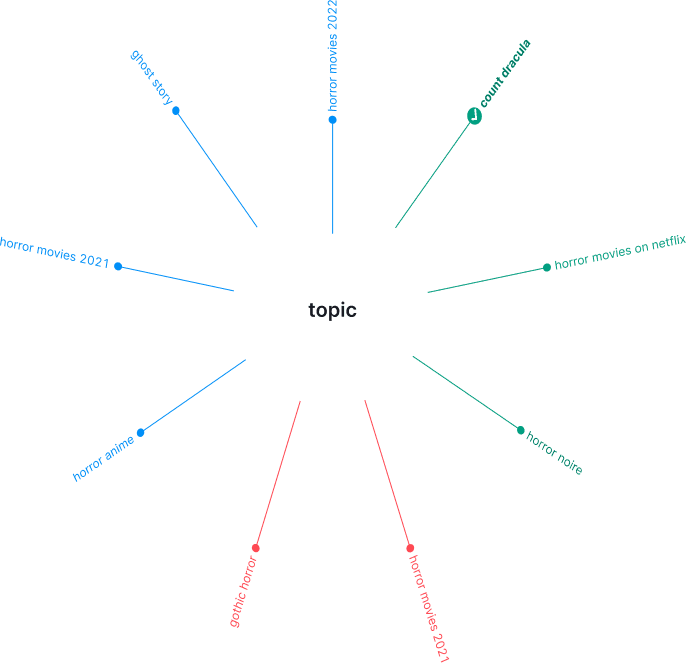 horror movies 2022
count dracula
horror movies on netflix
horror noire
horror movies 2021
gothic horror
horror anime
horror movies 2021
ghost story
topic